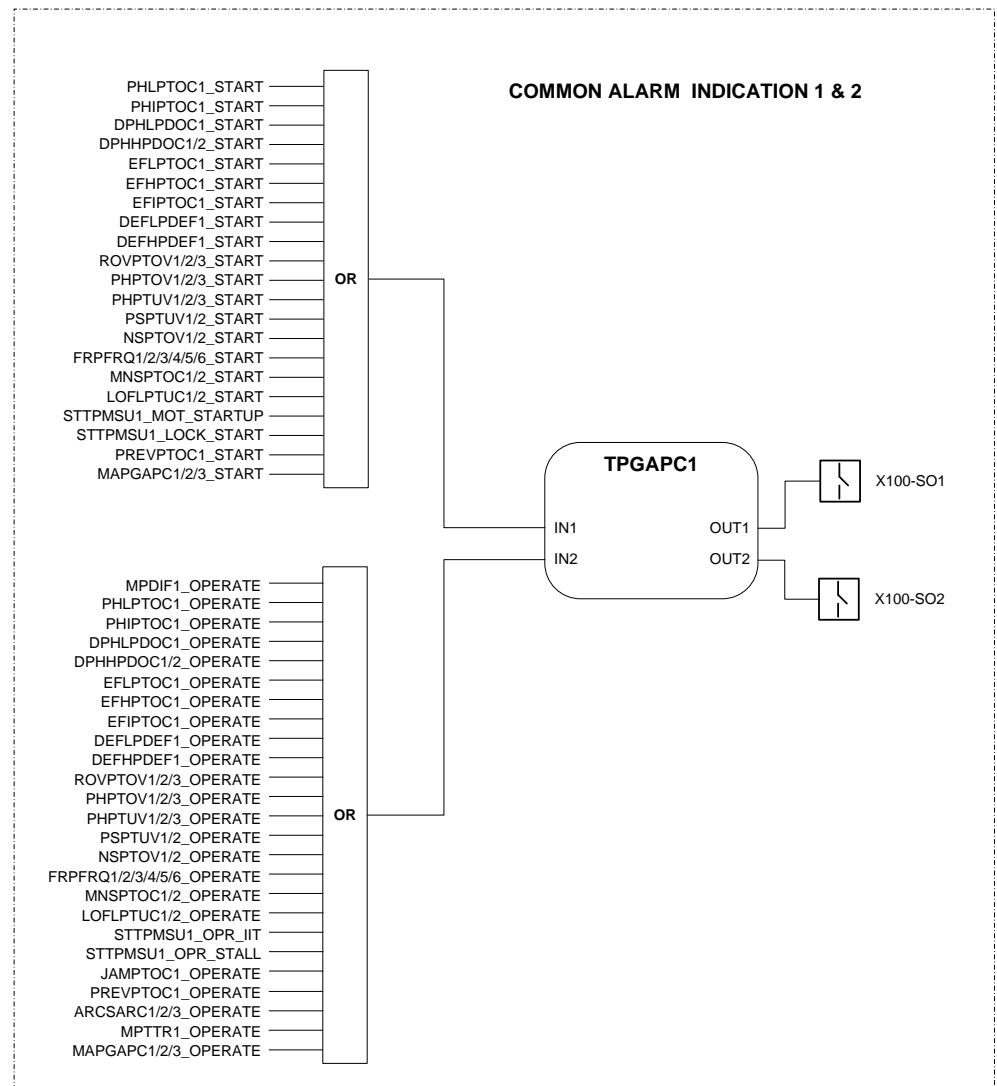 COMMON ALARM INDICATION 1 & 2
PHLPTOC1_START
PHIPTOC1_START
DPHLPDOC1_START
DPHHPDOC1/2_START
EFLPTOC1_START
EFHPTOC1_START
EFIPTOC1_START
DEFLPDEF1_START
DEFHPDEF1_START
ROVPTOV1/2/3_START
PHPTOV1/2/3_START
PHPTUV1/2/3_START
PSPTUV1/2_START
NSPTOV1/2_START
FRPFRQ1/2/3/4/5/6_START
MNSPTOC1/2_START
LOFLPTUC1/2_START
STTPMSU1_MOT_STARTUP
STTPMSU1_LOCK_START
PREVPTOC1_START
MAPGAPC1/2/3_START
OR
TPGAPC1
IN1
IN2
OUT1
OUT2
X100-SO1
X100-SO2
MPDIF1_OPERATE
PHLPTOC1_OPERATE
PHIPTOC1_OPERATE
DPHLPDOC1_OPERATE
DPHHPDOC1/2_OPERATE
EFLPTOC1_OPERATE
EFHPTOC1_OPERATE
EFIPTOC1_OPERATE
DEFLPDEF1_OPERATE
DEFHPDEF1_OPERATE
ROVPTOV1/2/3_OPERATE
PHPTOV1/2/3_OPERATE
PHPTUV1/2/3_OPERATE
PSPTUV1/2_OPERATE
NSPTOV1/2_OPERATE
FRPFRQ1/2/3/4/5/6_OPERATE
MNSPTOC1/2_OPERATE
LOFLPTUC1/2_OPERATE
STTPMSU1_OPR_IIT
STTPMSU1_OPR_STALL
JAMPTOC1_OPERATE
PREVPTOC1_OPERATE
ARCSARC1/2/3_OPERATE
MPTTR1_OPERATE
MAPGAPC1/2/3_OPERATE
OR